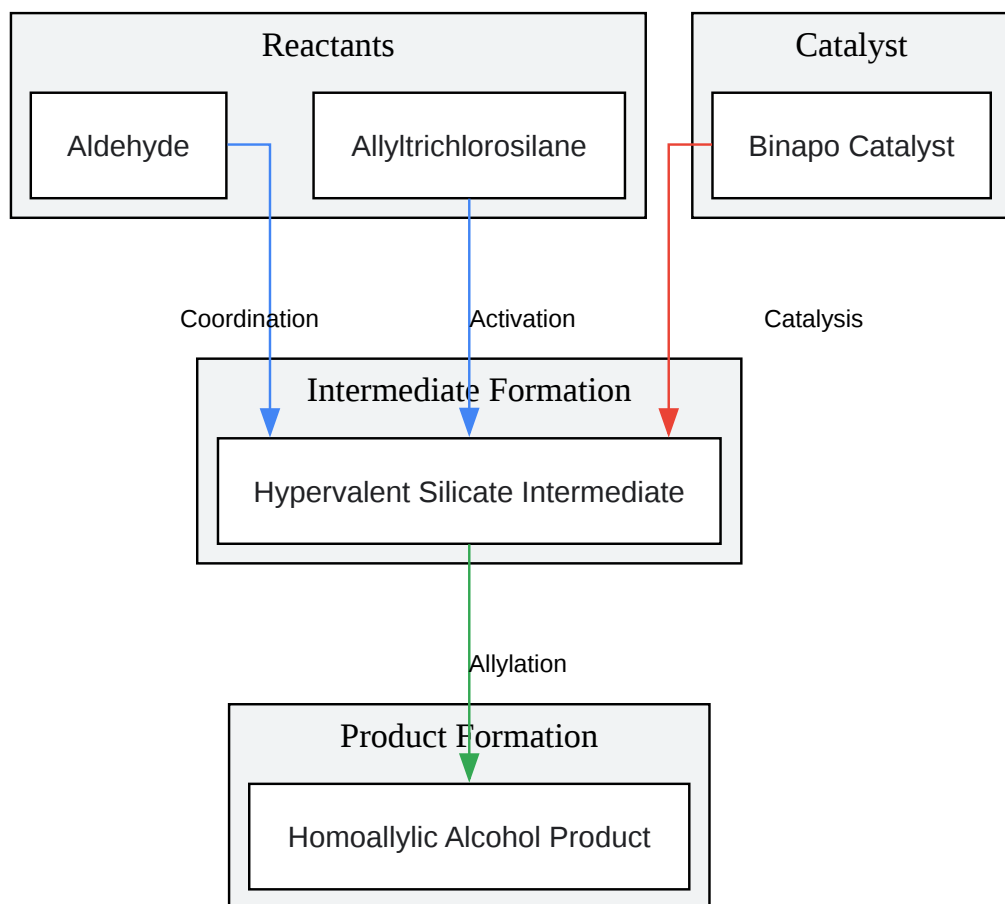 Reactants
Catalyst
Aldehyde
Allyltrichlorosilane
Binapo Catalyst
Coordination
Activation
Catalysis
Intermediate Formation
Hypervalent Silicate Intermediate
Allylation
Product Formation
Homoallylic Alcohol Product